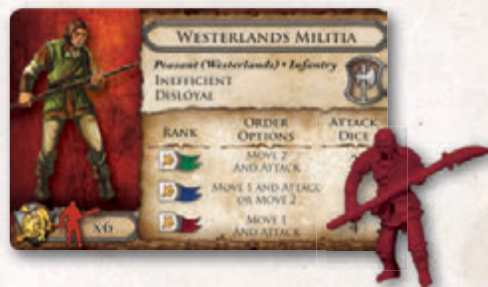 WESTERLANDS MILITIA
Peasant (Westerlands) • Infantry
INEFFICIENT
DISLOYAL
RANK
ORDER OPTIONS
ATTACK DICE
MOVE 2 AND ATTACK
MOVE 1 AND ATTACK OR MOVE 2
MOVE 1 AND ATTACK
4
X6